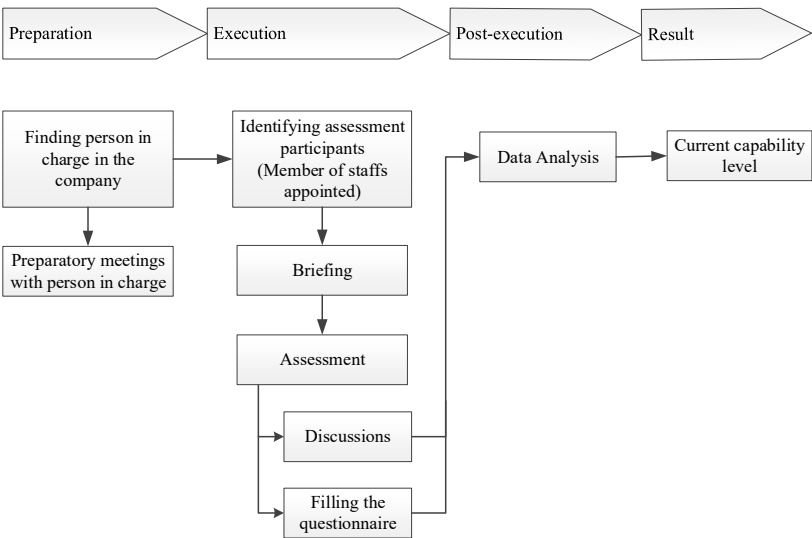 Preparation
Execution
Post-execution
Result
Finding person in
charge in the
company
Identifying assessment
participants
(Member of staffs
appointed)
Data Analysis
Current capability
level
Preparatory meetings
with person in charge
Briefing
Assessment
Discussions
Filling the
questionnaire